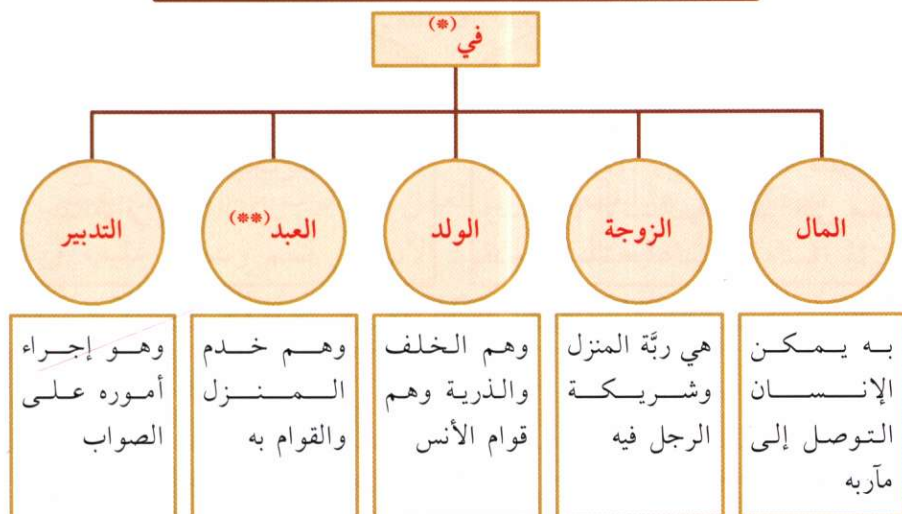 في (*)
المال
الزوجة
الولد
العبد (**)
التدبير
به يمكن
الإنسان
التوصل إلى
مآربه
هي ربَّة المنزل
وشريكة
الرجل فيه
وهم الخلف
والذرية وهم
قوام الأنس
وهم خدم
المنزل
والقوام به
وهو إجراء
أموره على
الصواب